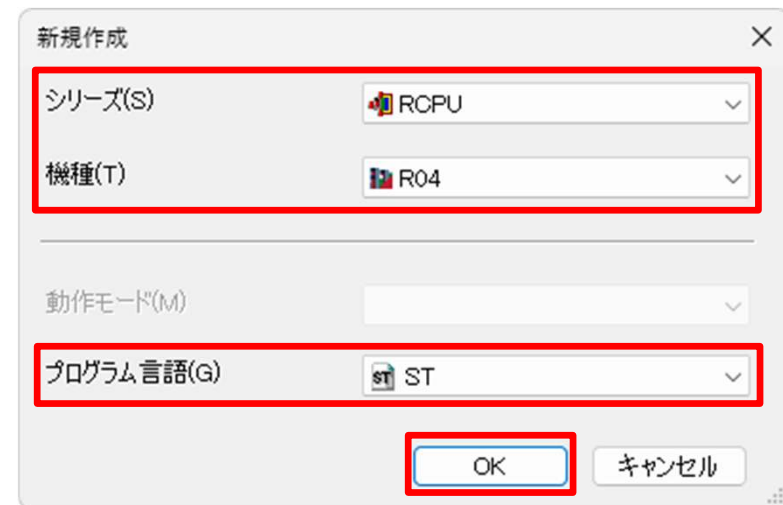 新規作成
シリーズ(S) RCPU
機種(T) R04
動作モード(M)
プログラム言語(G) ST ST
OK キャンセル